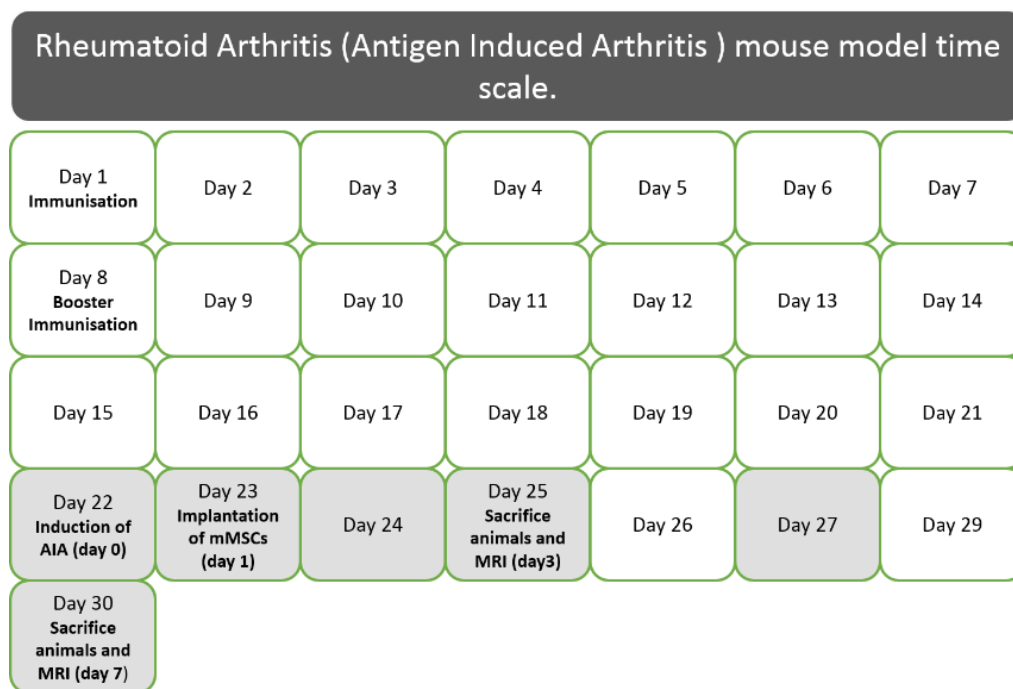 Rheumatoid Arthritis (Antigen Induced Arthritis ) mouse model time
scale.
Day 1
Immunisation
Day 2
Day 3
Day 4
Day 5
Day 6
Day 7
Day 8
Booster
Immunisation
Day 9
Day 10
Day 11
Day 12
Day 13
Day 14
Day 15
Day 16
Day 17
Day 18
Day 19
Day 20
Day 21
Day 22
Induction of
AIA (day 0)
Day 23
Implantation
of mMSCs
(day 1)
Day 24
Day 25
Sacrifice
animals and
MRI (day3)
Day 26
Day 27
Day 29
Day 30
Sacrifice
animals and
MRI (day 7)